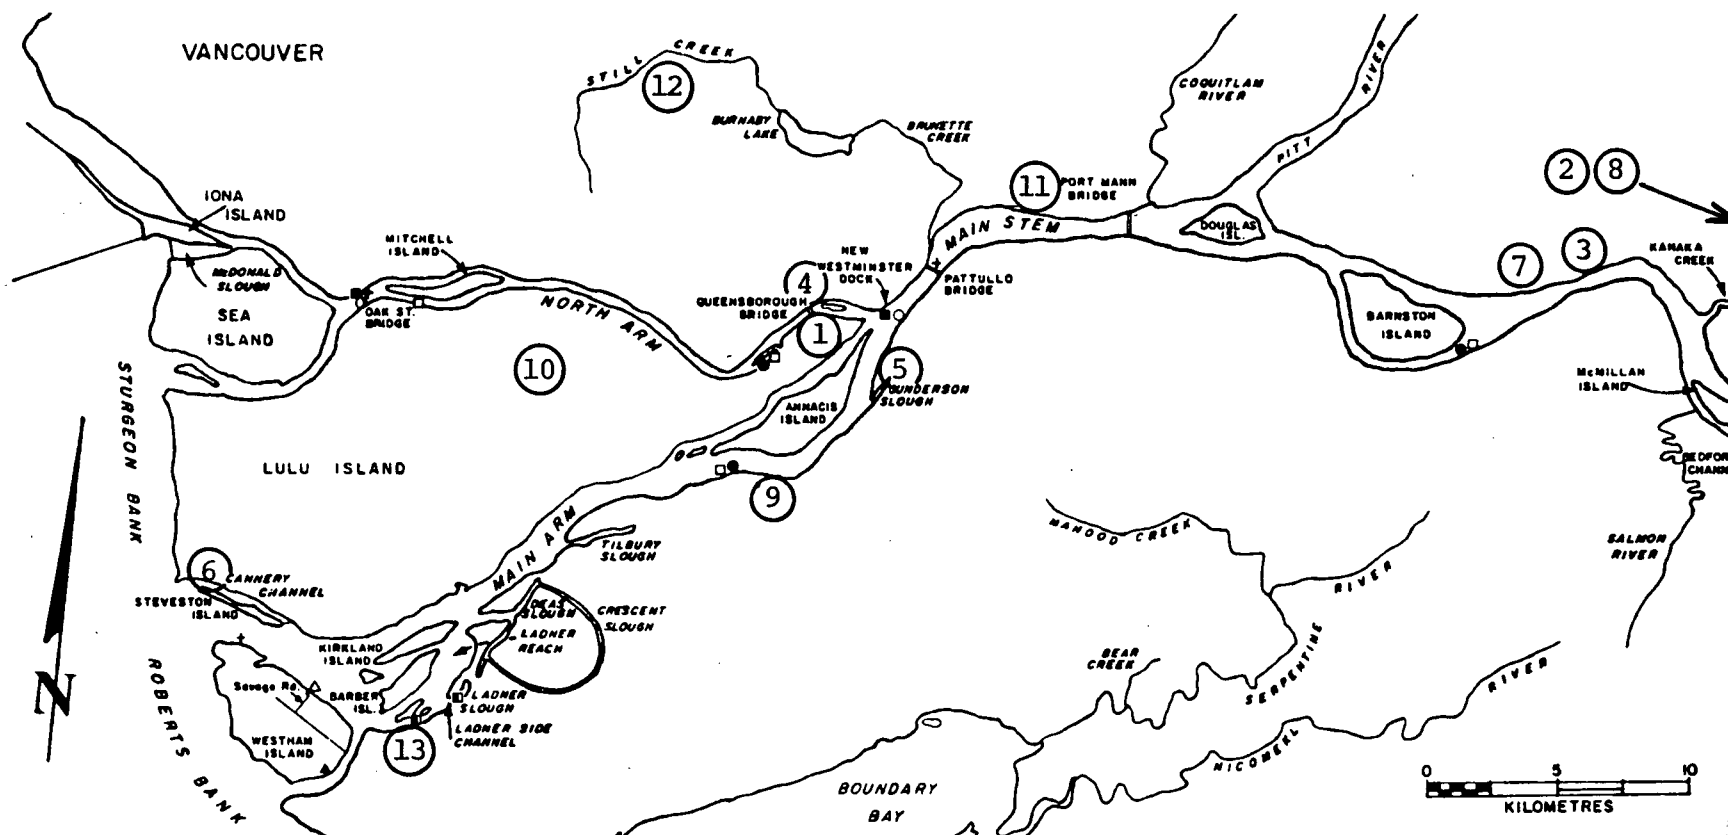 VANCOUVER
STILL CREEK
12
BURNABY
LAKE
BRUNETTE
CREEK
COQUITLAM
RIVER
PITT RIVER
2 8
IONA
ISLAND
MITCHELL
ISLAND
11
PORT MANN
BRIDGE
MAIN STEM
DOUGLAS
ISL.
NEW
WESTMINSTER
DOCK
PATTULLO
BRIDGE
4
QUEENSBOROUGH
BRIDGE
1
7
3
KANAKA
CREEK
McDONALD
SLOUGH
SEA
ISLAND
OAK ST.
BRIDGE
NORTH ARM
10
5
GUNDERSON
SLOUGH
ANNACIS
ISLAND
BARNSTON
ISLAND
McMILLAN
ISLAND
STURGEON BANK
LULU ISLAND
9
MAIN ARM
TILBURY
SLOUGH
MAHOOD CREEK
RIVER
SALMON
RIVER
6
CANNERY
CHANNEL
STEVESTON
ISLAND
DEAS
SLOUGH
CRESCENT
SLOUGH
LADNER
REACH
KIRKLAND
ISLAND
BARBER
ISL.
Savage Rd.
LADNER
SLOUGH
LADNER SIDE
CHANNEL
WESTHAM
ISLAND
13
ROBERTS BANK
N
BEAR
CREEK
SERPENTINE
NICOMEKL
RIVER
BOUNDARY
BAY
0 5 10
KILOMETRES